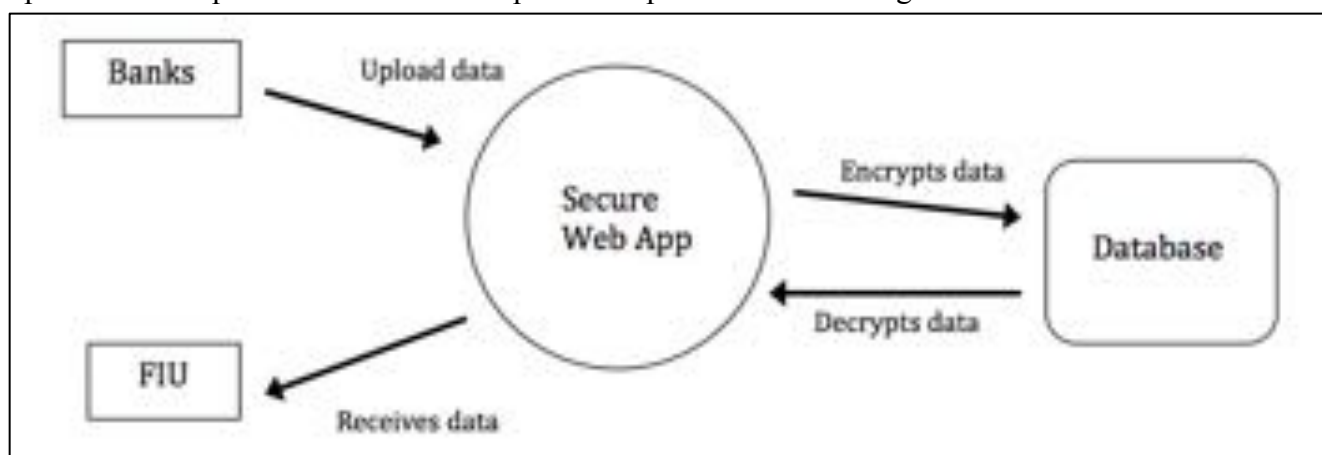 Banks
Upload data
Secure
Web App
Encrypts data
Database
Decrypts data
FIU
Receives data